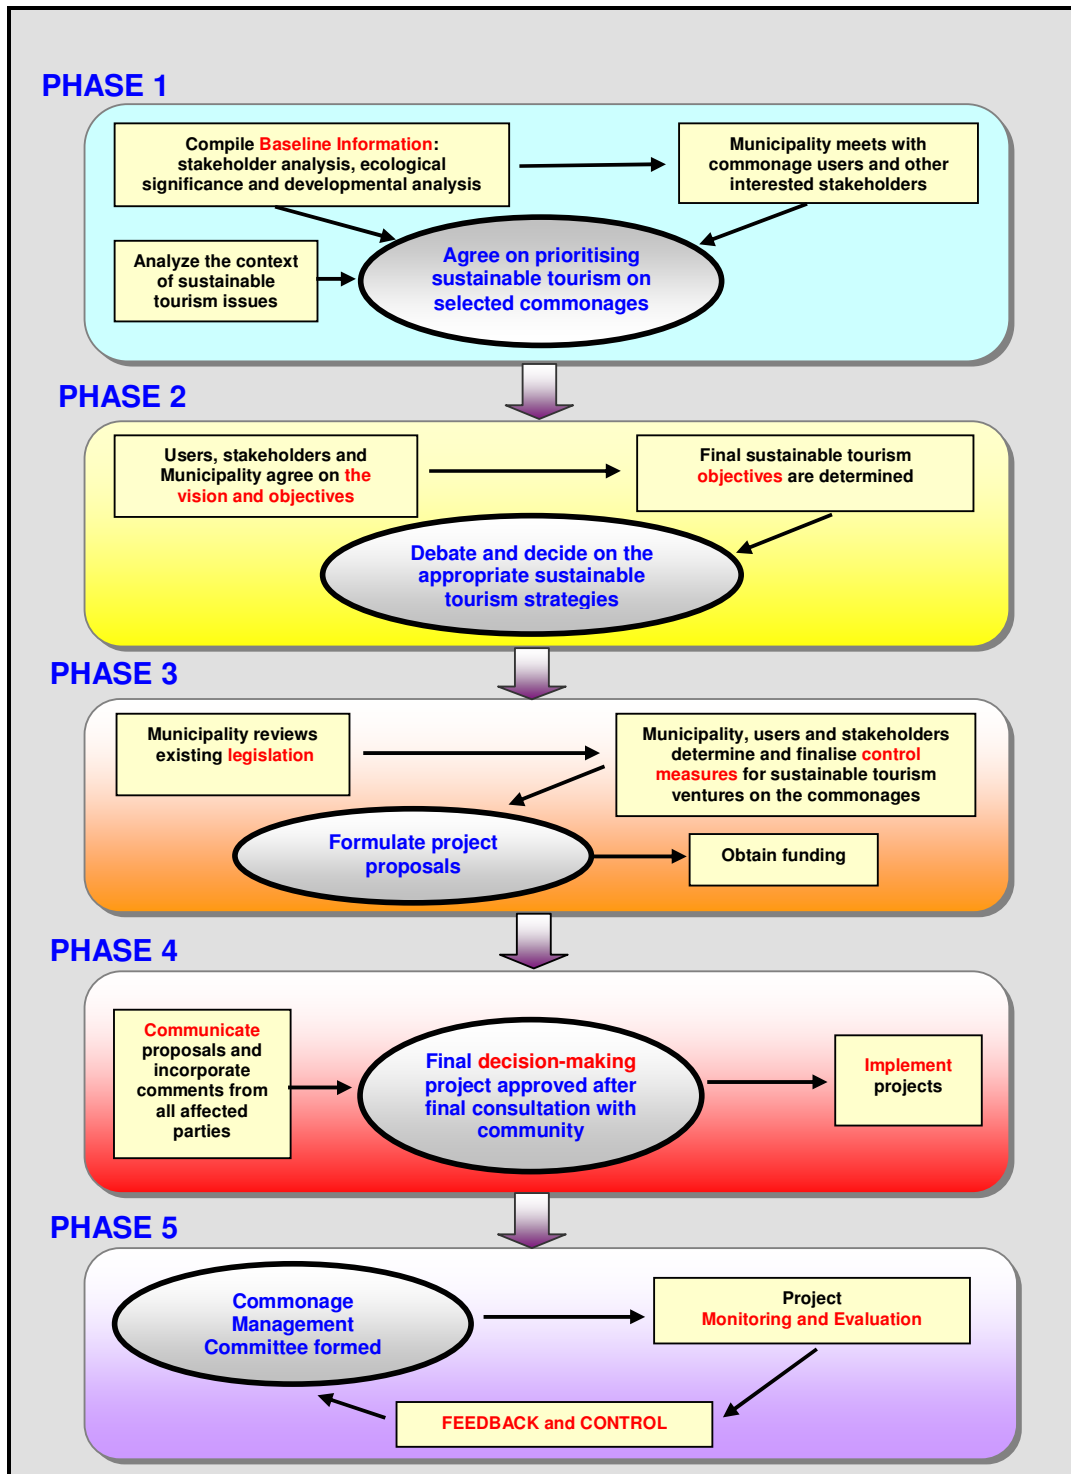 PHASE 1
Compile Baseline Information:
stakeholder analysis, ecological
significance and developmental analysis
Municipality meets with
commonage users and other
interested stakeholders
Analyze the context
of sustainable
tourism issues
Agree on prioritising
sustainable tourism on
selected commonages
PHASE 2
Users, stakeholders and
Municipality agree on the
vision and objectives
Final sustainable tourism
objectives are determined
Debate and decide on the
appropriate sustainable
tourism strategies
PHASE 3
Municipality reviews
existing legislation
Municipality, users and stakeholders
determine and finalise control
measures for sustainable tourism
ventures on the commonages
Formulate project
proposals
Obtain funding
PHASE 4
Communicate
proposals and
incorporate
comments from
all affected
parties
Final decision-making
project approved after
final consultation with
community
Implement
projects
PHASE 5
Commonage
Management
Committee formed
Project
Monitoring and Evaluation
FEEDBACK and CONTROL